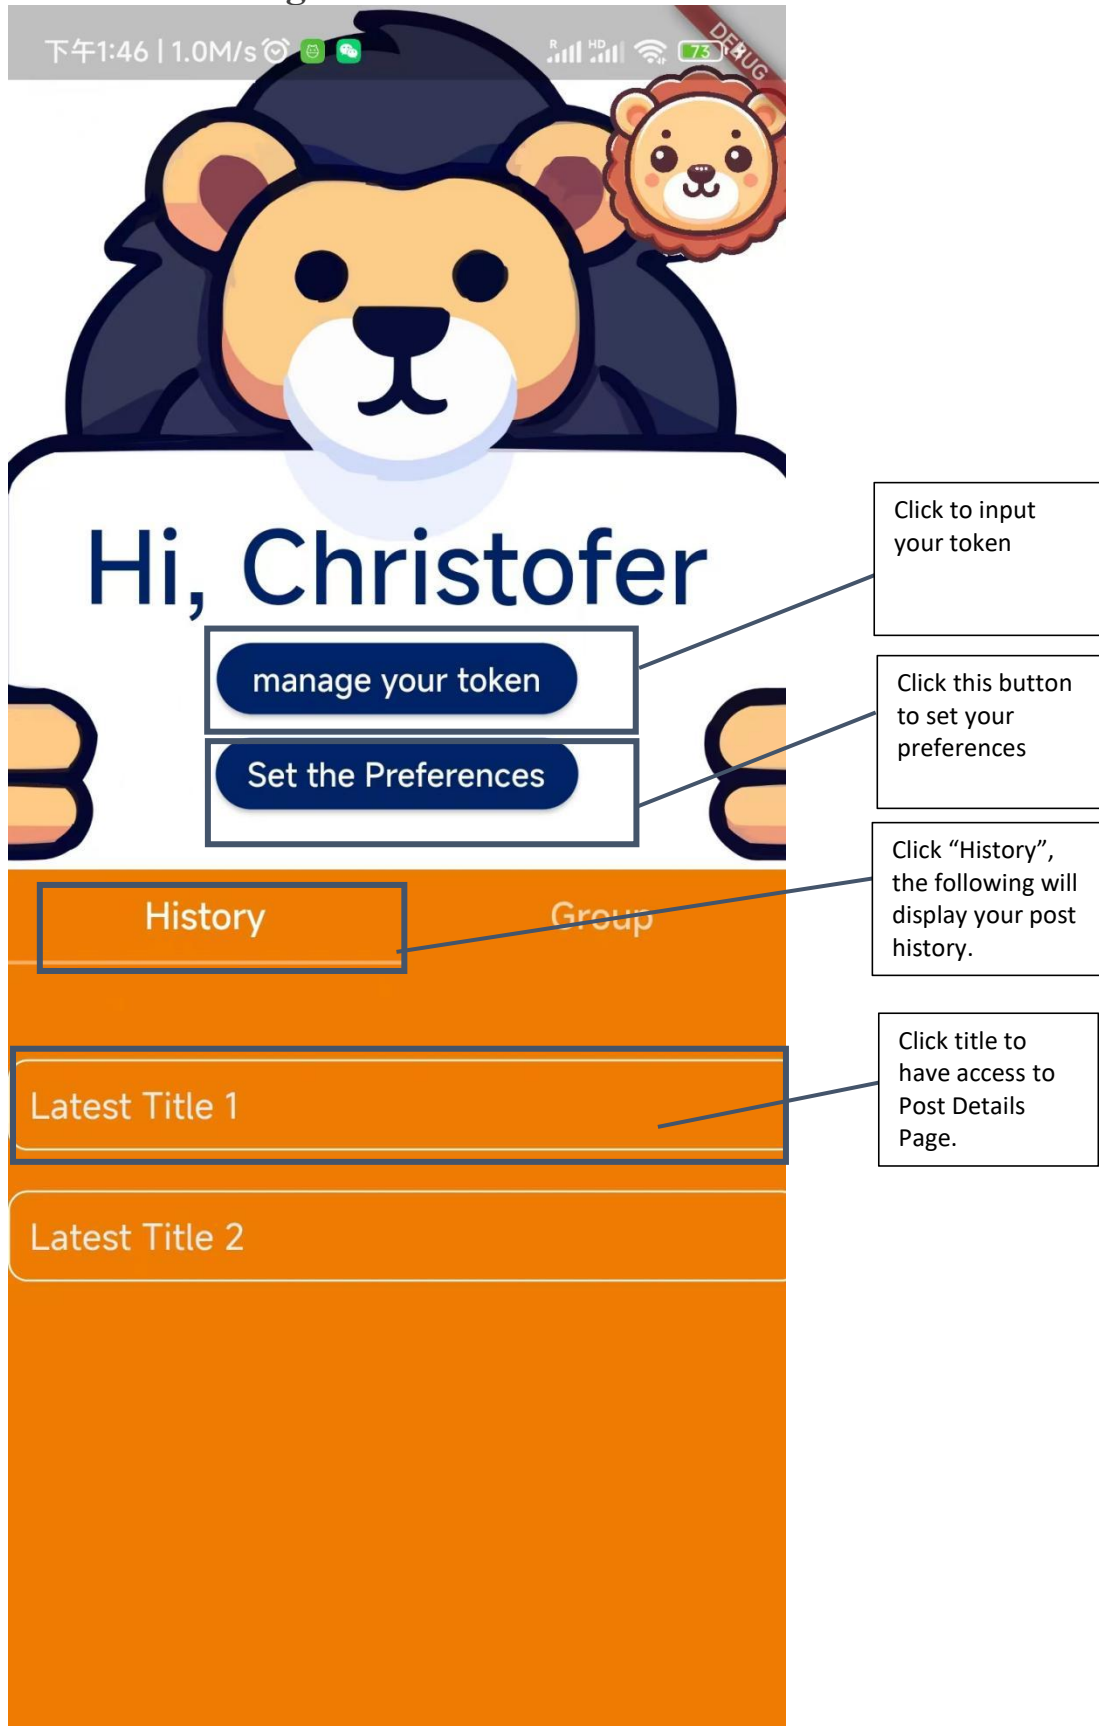 下午1:46 | 1.0M/s
R HD 73
DEBUG
Hi, Christofer
manage your token
Set the Preferences
History Group
Latest Title 1
Latest Title 2
Click to input
your token
Click this button
to set your
preferences
Click “History”,
the following will
display your post
history.
Click title to
have access to
Post Details
Page.